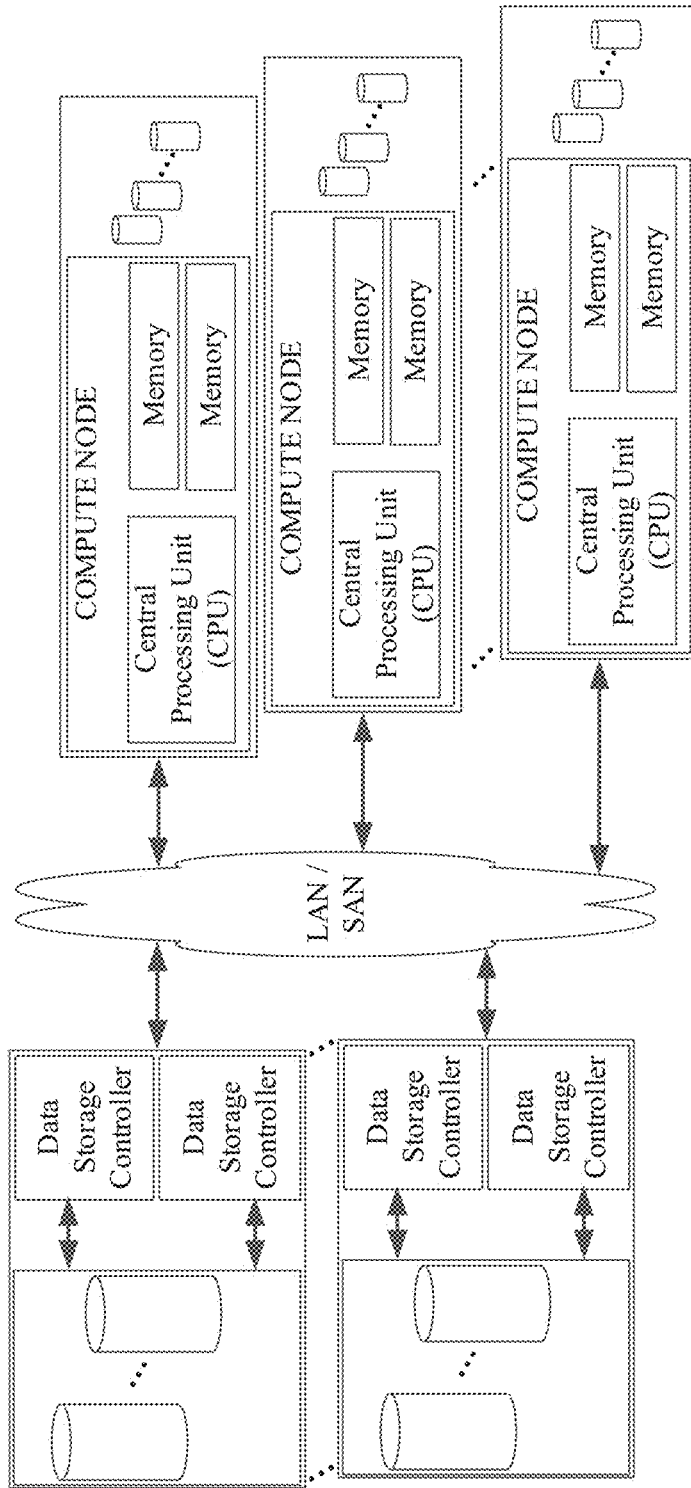 Data
Storage
Controller
Data
Storage
Controller
Data
Storage
Controller
Data
Storage
Controller
LAN /
SAN
COMPUTE NODE
Central
Processing Unit
(CPU)
Memory
Memory
COMPUTE NODE
Central
Processing Unit
(CPU)
Memory
Memory
COMPUTE NODE
Central
Processing Unit
(CPU)
Memory
Memory